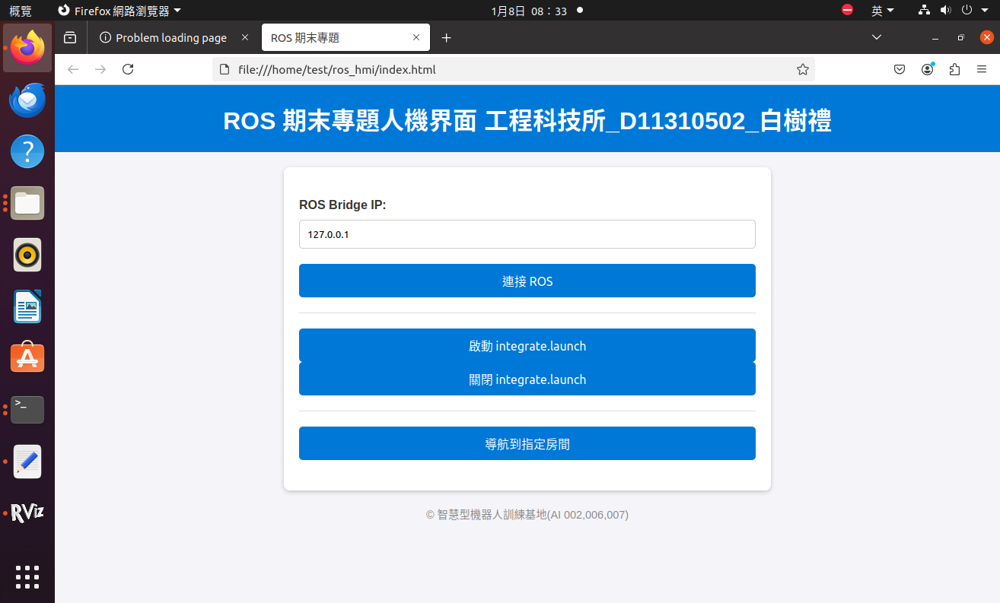 概覽
Firefox 網路瀏覽器
1月8日 08：33
英
Problem loading page
ROS 期末專題
file:///home/test/ros_hmi/index.html
ROS 期末專題人機界面 工程科技所_D11310502_白樹禮
ROS Bridge IP:
127.0.0.1
連接 ROS
啟動 integrate.launch
關閉 integrate.launch
導航到指定房間
© 智慧型機器人訓練基地(AI 002,006,007)
?
>_
RViz